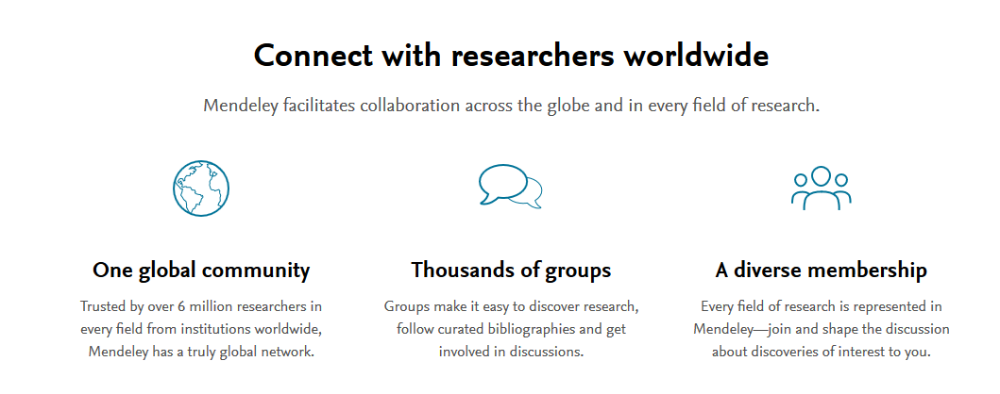 Connect with researchers worldwide
Mendeley facilitates collaboration across the globe and in every field of research.
One global community
Trusted by over 6 million researchers in
every field from institutions worldwide,
Mendeley has a truly global network.
Thousands of groups
Groups make it easy to discover research,
follow curated bibliographies and get
involved in discussions.
A diverse membership
Every field of research is represented in
Mendeley—join and shape the discussion
about discoveries of interest to you.